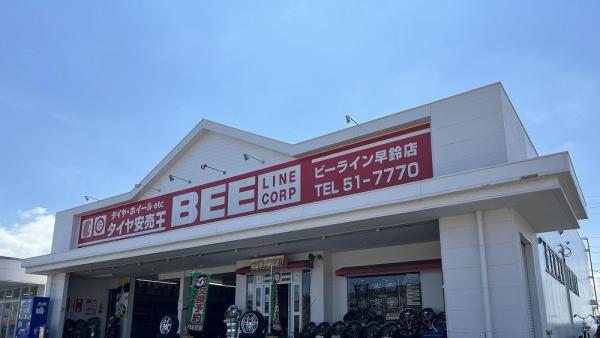 タイヤ・ホイール etc
タイヤ安売王
BEE
LINE
CORP
ビーライン早鈴店
TEL 51-7770